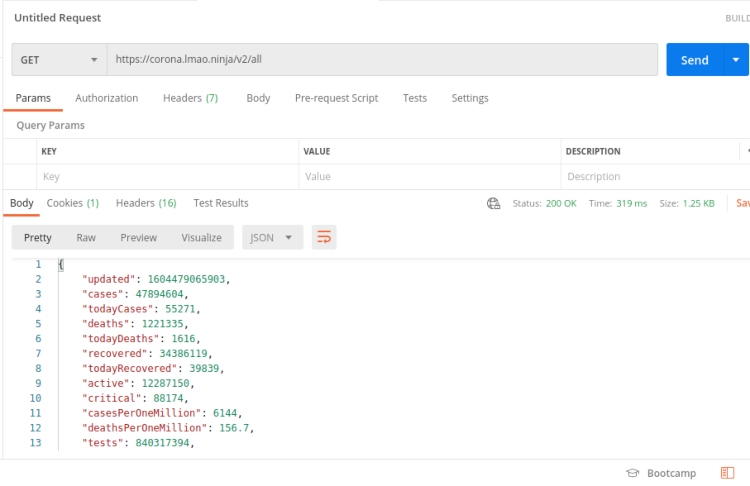 Untitled Request
BUILD
GET https://corona.lmao.ninja/v2/all Send
Params Authorization Headers (7) Body Pre-request Script Tests Settings
Query Params
KEY VALUE DESCRIPTION
Key Value Description
Body Cookies (1) Headers (16) Test Results Status: 200 OK Time: 319 ms Size: 1.25 KB Sav
Pretty Raw Preview Visualize JSON
1 {
2 "updated": 1604479065903,
3 "cases": 47894604,
4 "todayCases": 55271,
5 "deaths": 1221335,
6 "todayDeaths": 1616,
7 "recovered": 34386119,
8 "todayRecovered": 39839,
9 "active": 12287150,
10 "critical": 88174,
11 "casesPerOneMillion": 6144,
12 "deathsPerOneMillion": 156.7,
13 "tests": 840317394,
Bootcamp